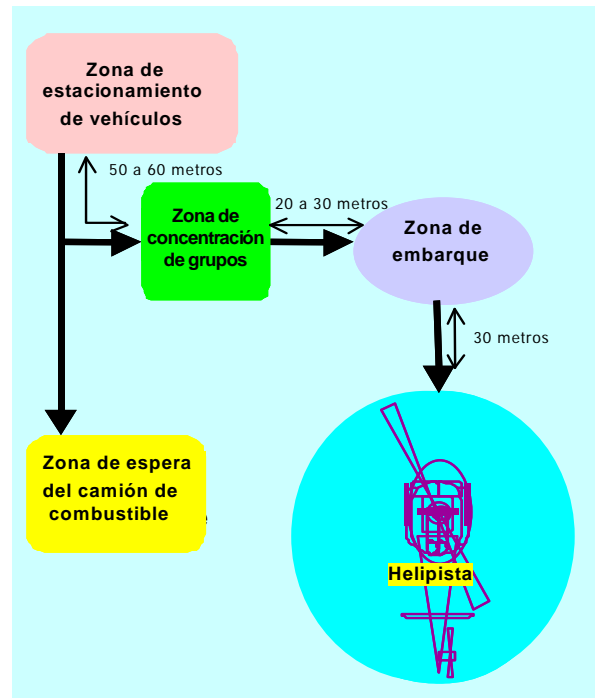 Zona de
estacionamiento
de vehículos
50 a 60 metros
20 a 30 metros
Zona de
concentración
de grupos
Zona de
embarque
30 metros
Zona de espera
del camión de
combustible
e
Helipista